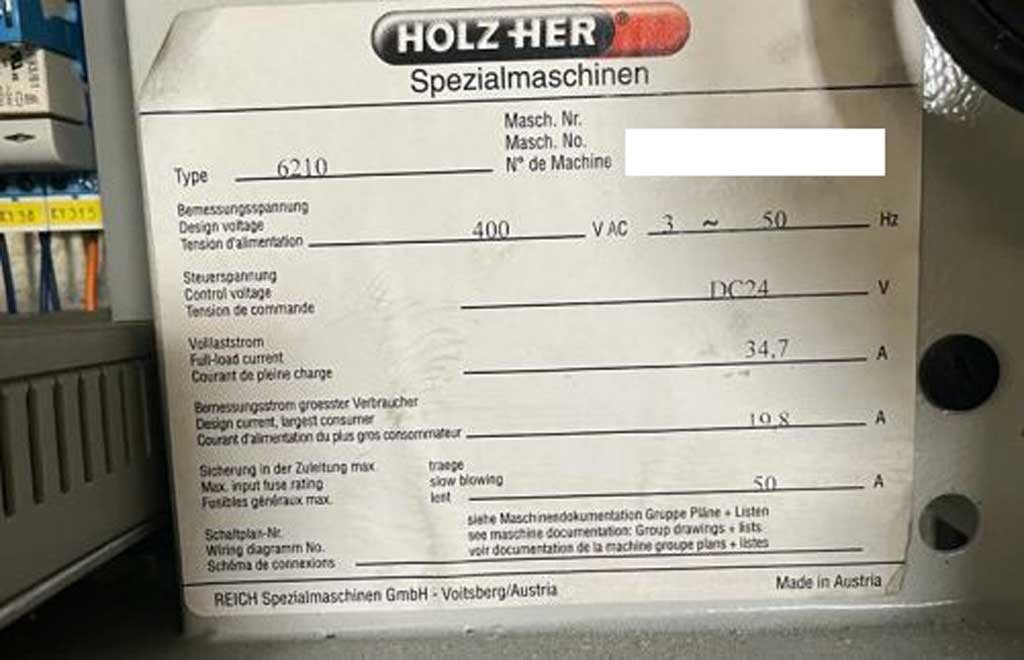 HOLZ-HER®
Spezialmaschinen
Masch. Nr.
Masch. No.
N° de Machine
Type 6210
Bemessungsspannung
Design voltage
Tension d'alimentation 400 V AC 3 ~ 50 Hz
Steuerspannung
Control voltage
Tension de commande DC24 V
Vollaststrom
Full-load current
Courant de pleine charge 34,7 A
Bemessungsstrom groesster Verbraucher
Design current, largest consumer
Courant d'alimentation du plus gros consommateur 19,8 A
Sicherung in der Zuleitung max. traege
Max. input fuse rating slow blowing
Fusibles généraux max. lent 50 A
siehe Maschinendokumentation Gruppe Pläne + Listen
Schaltplan-Nr. see maschine documentation: Group drawings + lists
Wiring diagramm No. voir documentation de la machine groupe plans + listes
Schéma de connexions
REICH Spezialmaschinen GmbH - Voitsberg/Austria Made in Austria